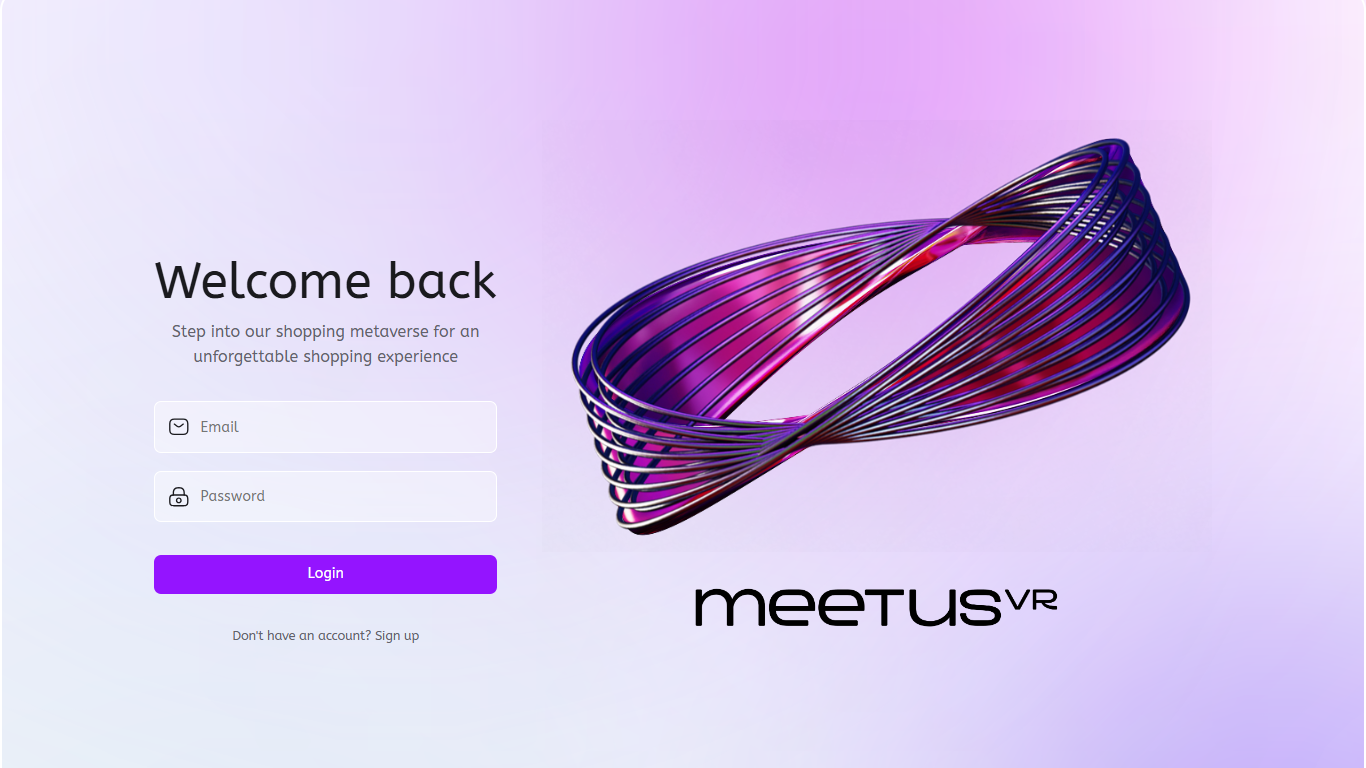 Welcome back
Step into our shopping metaverse for an
unforgettable shopping experience
Email
Password
Login
Don't have an account? Sign up
meeTusVR